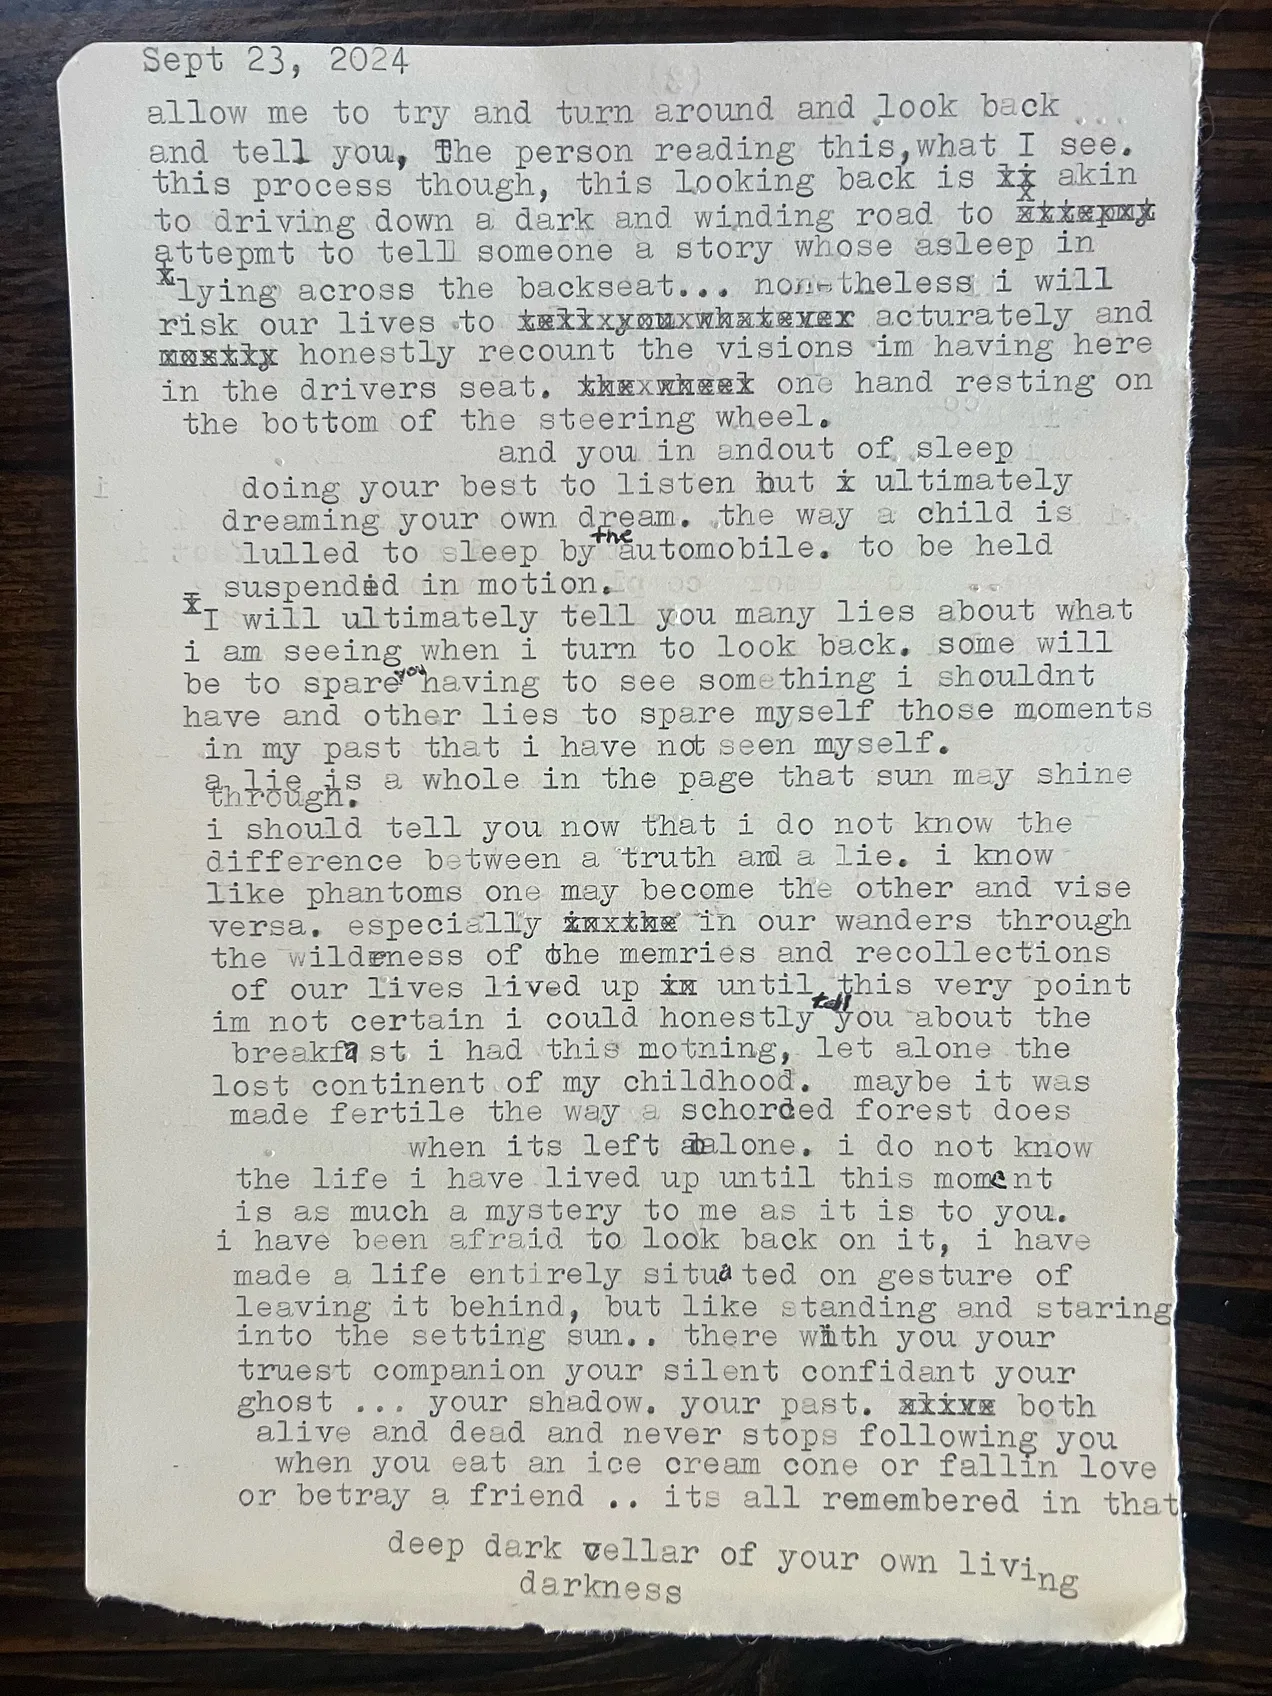 Sept 23, 2024
allow me to try and turn around and look back ...
and tell you, The person reading this,what I see.
this process though, this looking back is akin
to driving down a dark and winding road to
attepmt to tell someone a story whose asleep in
lying across the backseat... nonetheless i will
risk our lives to acturately and
honestly recount the visions im having here
in the drivers seat. one hand resting on
the bottom of the steering wheel.
and you in andout of sleep
doing your best to listen but ultimately
dreaming your own dream. the way a child is
lulled to sleep by the automobile. to be held
suspended in motion.
I will ultimately tell you many lies about what
i am seeing when i turn to look back. some will
be to spare you having to see something i shouldnt
have and other lies to spare myself those moments
in my past that i have not seen myself.
a lie is a whole in the page that sun may shine
through.
i should tell you now that i do not know the
difference between a truth and a lie. i know
like phantoms one may become the other and vise
versa. especially in our wanders through
the wilderness of the memries and recollections
of our lives lived up until this very point
im not certain i could honestly tell you about the
breakfast i had this motning, let alone the
lost continent of my childhood. maybe it was
made fertile the way a schorded forest does
when its left alone. i do not know
the life i have lived up until this moment
is as much a mystery to me as it is to you.
i have been afraid to look back on it, i have
made a life entirely situated on gesture of
leaving it behind, but like standing and staring
into the setting sun.. there with you your
truest companion your silent confidant your
ghost ... your shadow. your past. both
alive and dead and never stops following you
when you eat an ice cream cone or fallin love
or betray a friend .. its all remembered in that
deep dark cellar of your own living
darkness